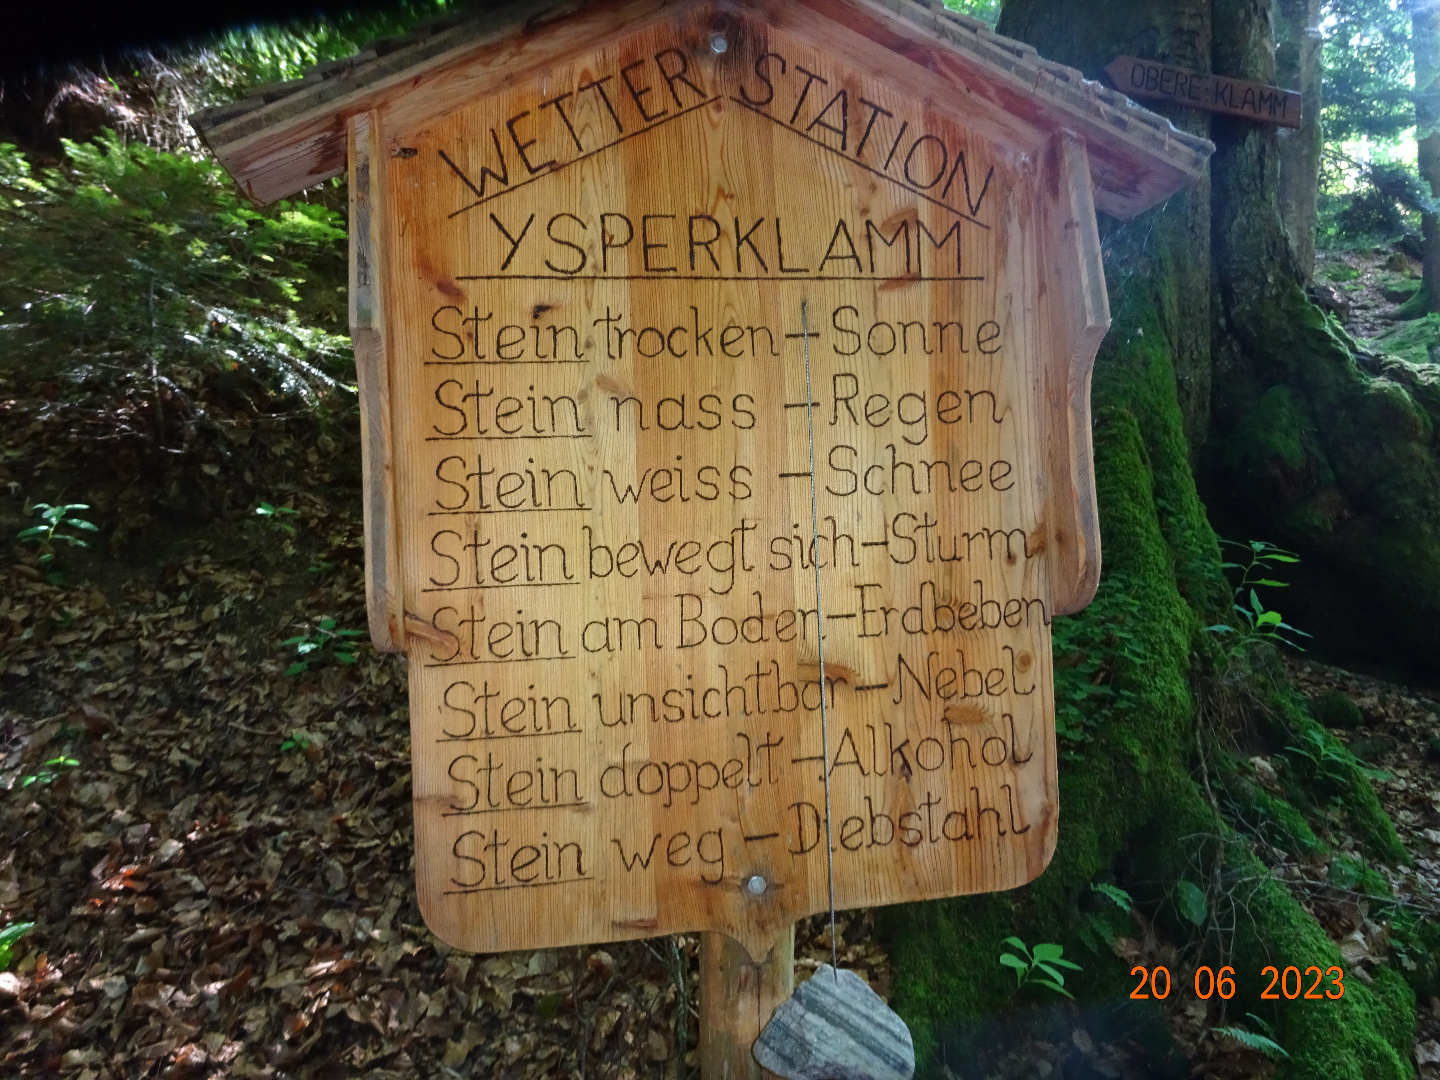 WETTER STATION
OBERE KLAMM
YSPERKLAMM
Stein trocken - Sonne
Stein nass - Regen
Stein weiss - Schnee
Stein bewegt sich - Sturm
Stein am Boden - Erdbeben
Stein unsichtbar - Nebel
Stein doppelt - Alkohol
Stein weg - Diebstahl
20 06 2023